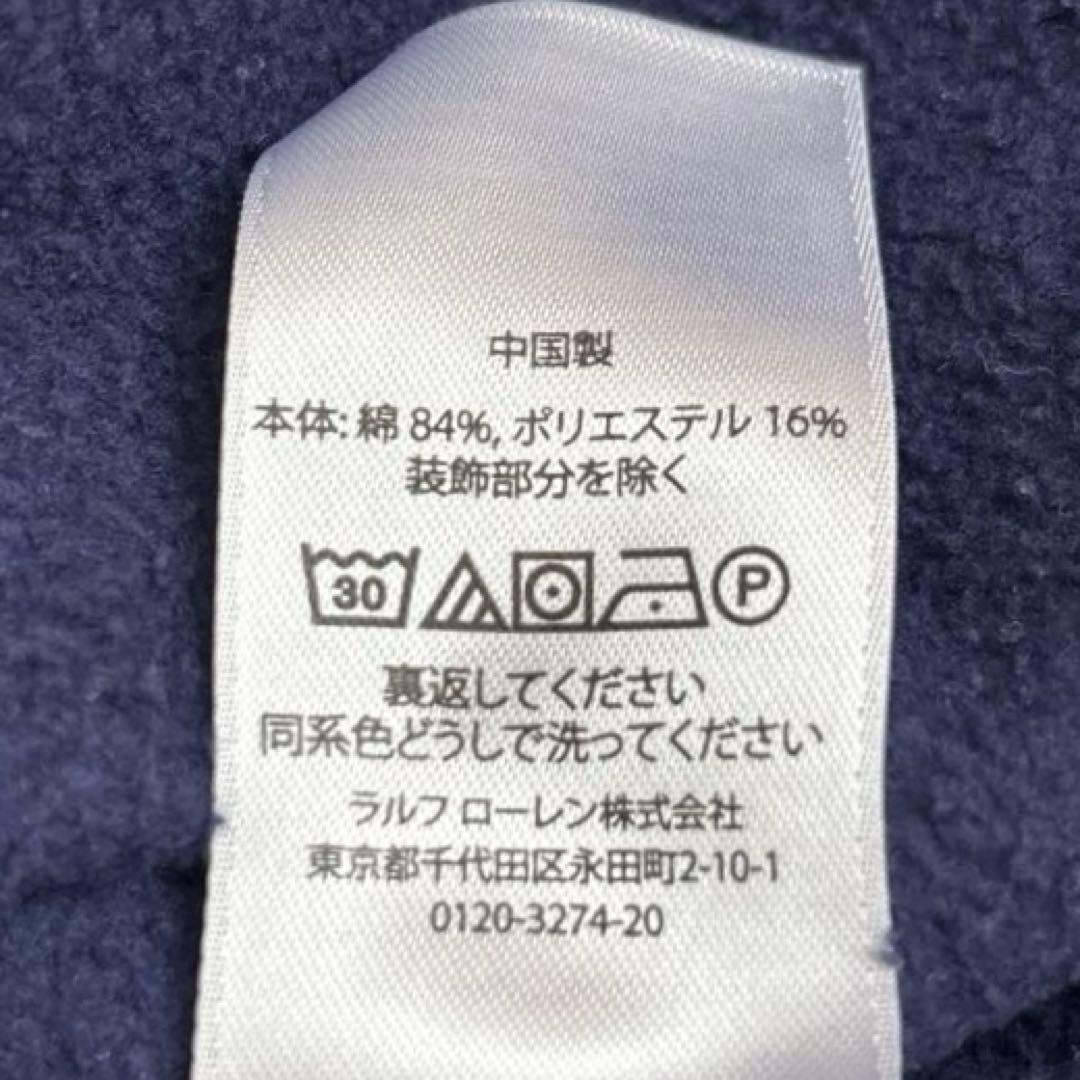 中国製
本体: 綿 84%, ポリエステル 16%
装飾部分を除く
30 P
裏返してください
同系色どうしで洗ってください
ラルフ ローレン株式会社
東京都千代田区永田町2-10-1
0120-3274-20